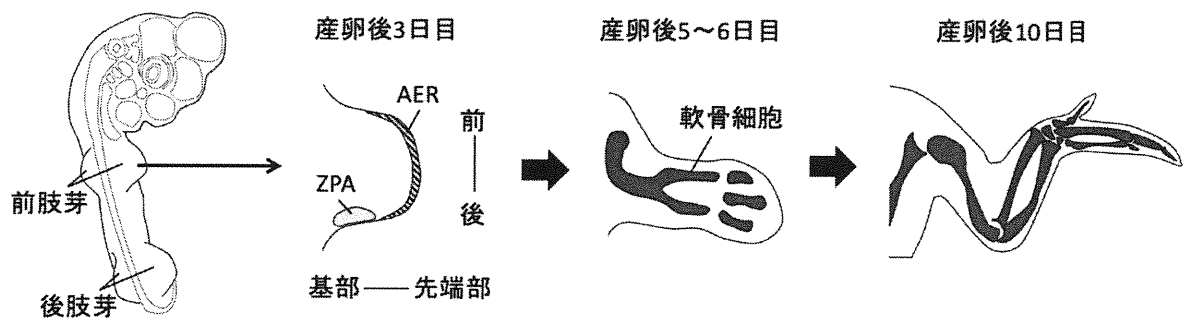 産卵後3日目
産卵後5〜6日目
産卵後10日目
AER
前
軟骨細胞
ZPA
後
前肢芽
基部 先端部
後肢芽